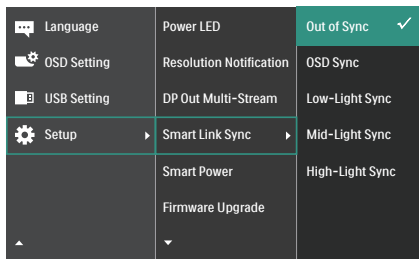 Language
OSD Setting
USB Setting
Setup
Power LED
Resolution Notification
DP Out Multi-Stream
Smart Link Sync
Smart Power
Firmware Upgrade
Out of Sync
OSD Sync
Low-Light Sync
Mid-Light Sync
High-Light Sync